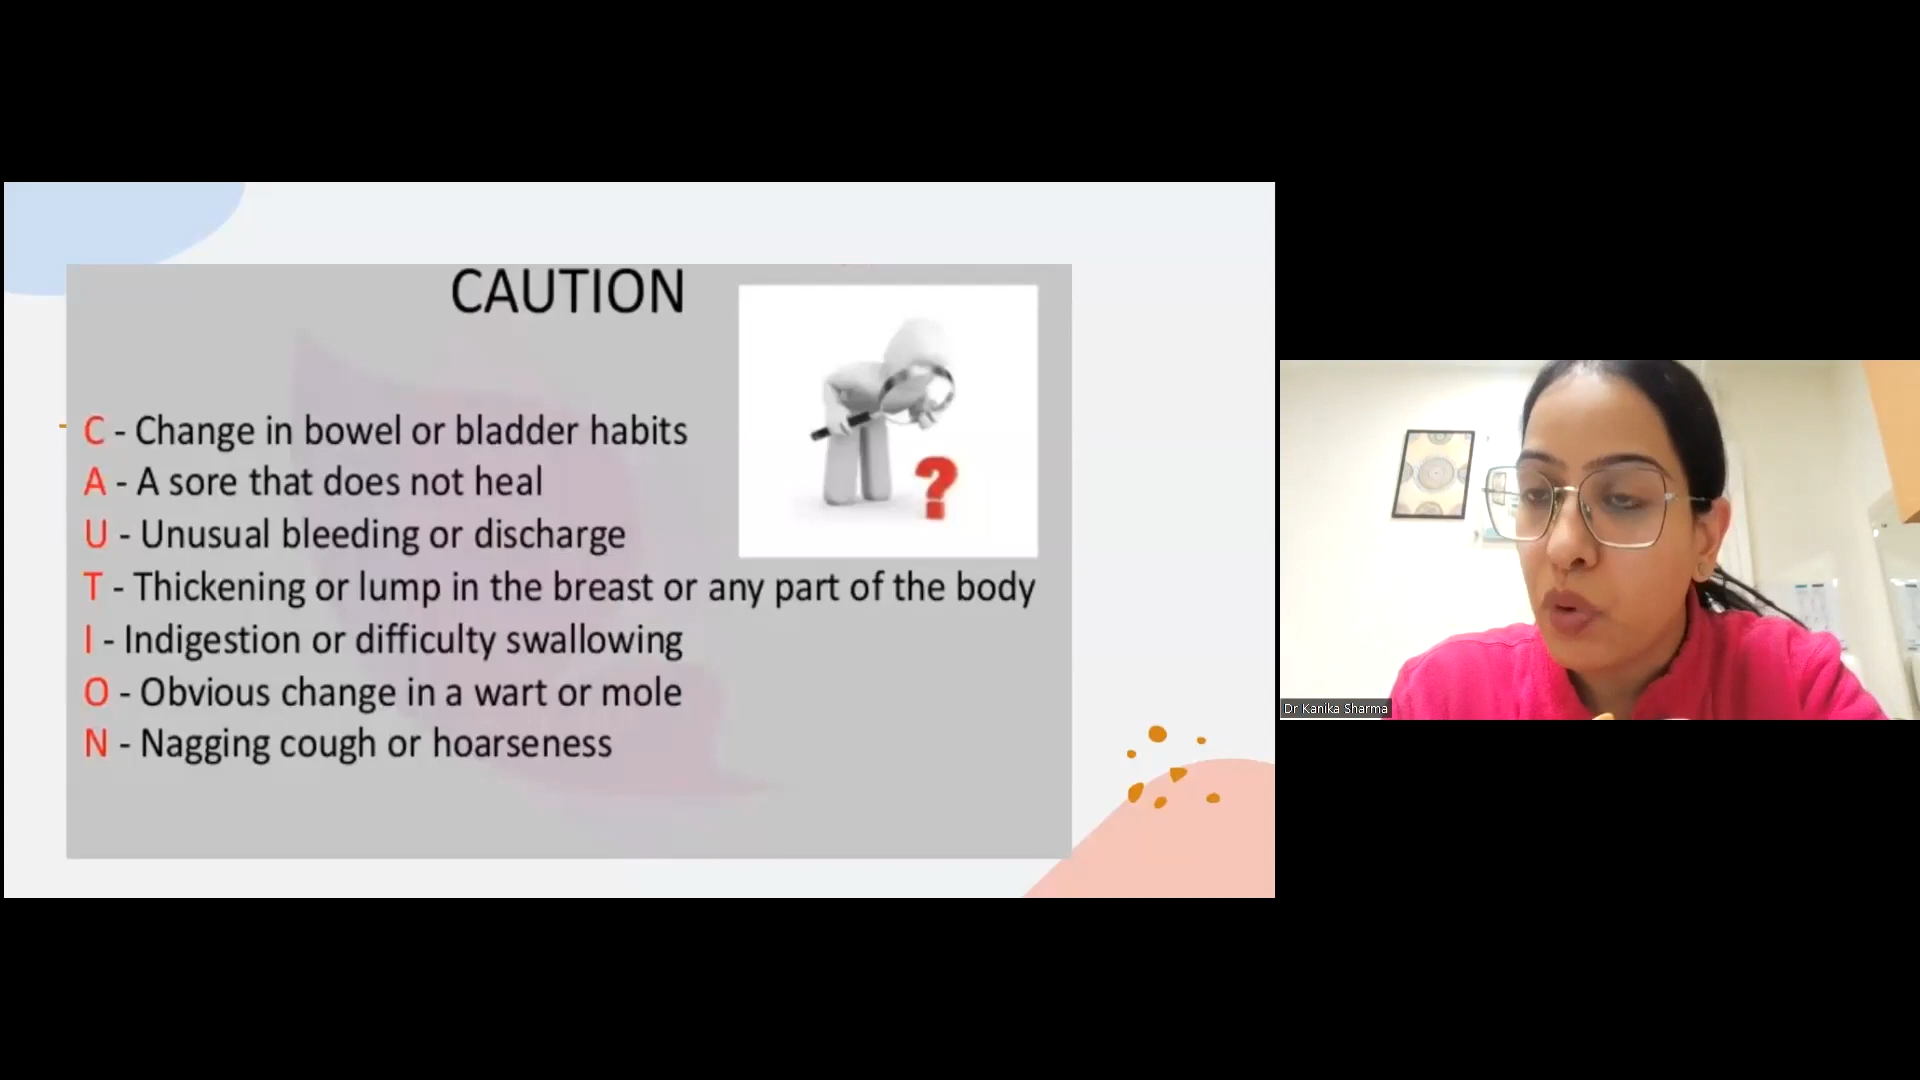 CAUTION
C - Change in bowel or bladder habits
A - A sore that does not heal
U - Unusual bleeding or discharge
T - Thickening or lump in the breast or any part of the body
I - Indigestion or difficulty swallowing
O - Obvious change in a wart or mole
N - Nagging cough or hoarseness
?
Dr Kanika Sharma